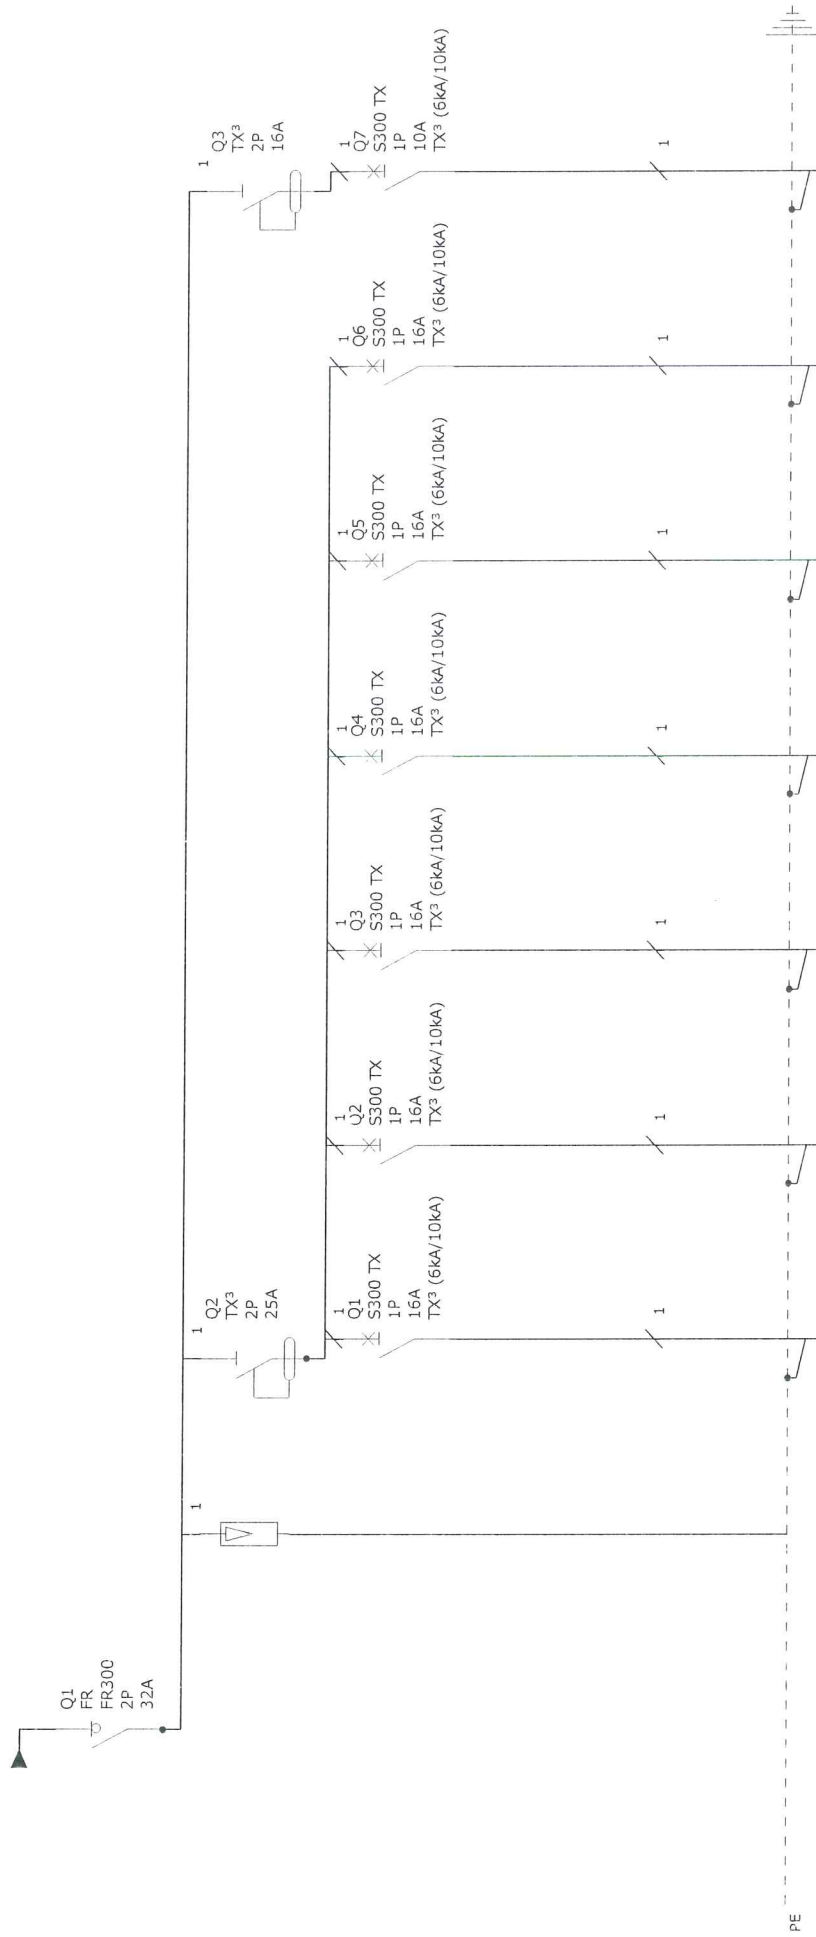 Q1
FR
FR300
2P
32A
1
1
Q2
TX³
2P
25A
1
Q3
TX³
2P
16A
1
Q1
S300 TX
1P
16A
TX³ (6kA/10kA)
1
Q2
S300 TX
1P
16A
TX³ (6kA/10kA)
1
Q3
S300 TX
1P
16A
TX³ (6kA/10kA)
1
Q4
S300 TX
1P
16A
TX³ (6kA/10kA)
1
Q5
S300 TX
1P
16A
TX³ (6kA/10kA)
1
Q6
S300 TX
1P
16A
TX³ (6kA/10kA)
1
Q7
S300 TX
1P
10A
TX³ (6kA/10kA)
1
1
1
1
1
1
1
PE